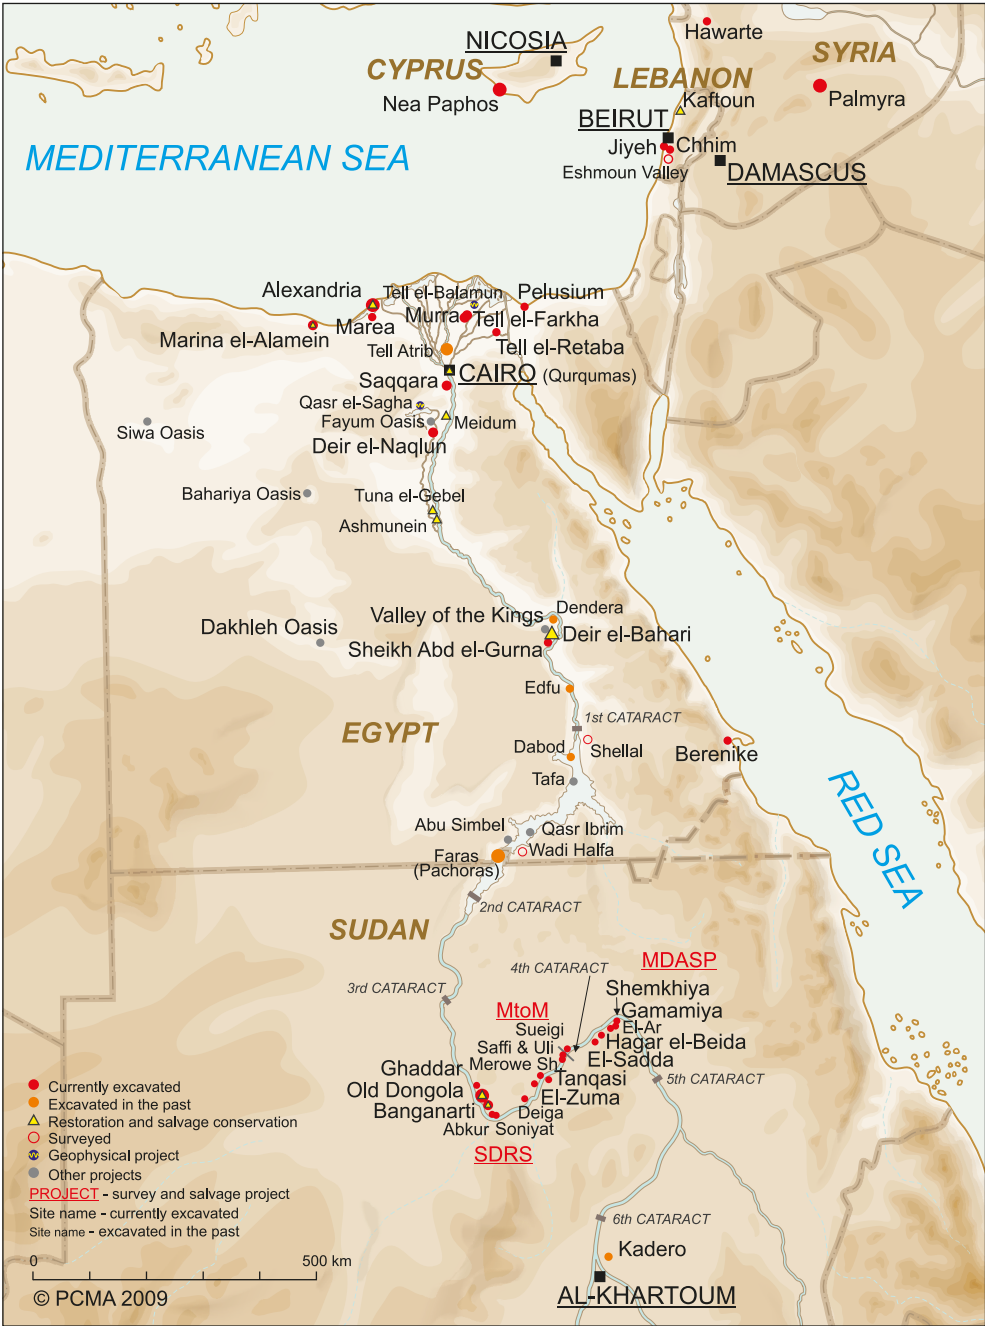 Hawarte
NICOSIA
SYRIA
CYPRUS
LEBANON
Nea Paphos
Kaftoun
Palmyra
BEIRUT
Jiyeh
Chhim
MEDITERRANEAN SEA
Eshmoun Valley
DAMASCUS
Alexandria
Tell el-Balamun
Pelusium
Murra
Tell el-Farkha
Marea
Marina el-Alamein
Tell Atrib
Tell el-Retaba
CAIRO (Qurqumas)
Saqqara
Qasr el-Sagha
Fayum Oasis
Meidum
Siwa Oasis
Deir el-Naqlun
Bahariya Oasis
Tuna el-Gebel
Ashmunein
Valley of the Kings
Dendera
Dakhleh Oasis
Deir el-Bahari
Sheikh Abd el-Gurna
Edfu
1st CATARACT
EGYPT
Dabod
Shellal
Berenike
Tafa
RED SEA
Abu Simbel
Qasr Ibrim
Wadi Halfa
Faras
(Pachoras)
2nd CATARACT
SUDAN
MDASP
4th CATARACT
3rd CATARACT
Shemkhiya
MtoM
Gamamiya
Sueigi
El-Ar
Saffi & Uli
Hagar el-Beida
Merowe Sh.
El-Sadda
Ghaddar
Tanqasi
5th CATARACT
Old Dongola
El-Zuma
Banganarti
Deiga
Abkur Soniyat
SDRS
Currently excavated
Excavated in the past
Restoration and salvage conservation
Surveyed
Geophysical project
Other projects
PROJECT - survey and salvage project
Site name - currently excavated
Site name - excavated in the past
6th CATARACT
Kadero
0 500 km
AL-KHARTOUM
© PCMA 2009